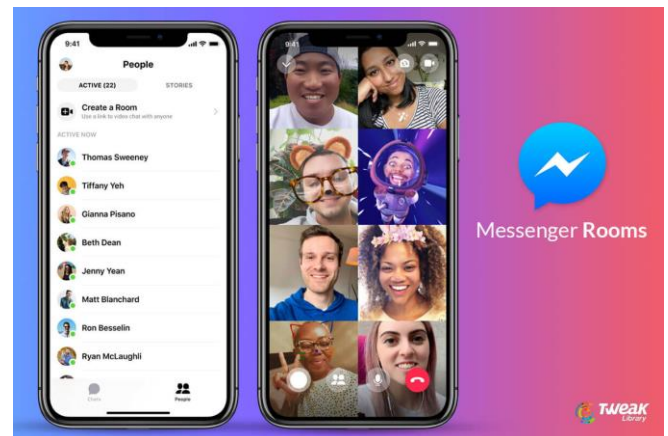 9:41
People
ACTIVE (22)
STORIES
Create a Room
Use a link to video chat with anyone
ACTIVE NOW
Thomas Sweeney
Tiffany Yeh
Gianna Pisano
Beth Dean
Jenny Yean
Matt Blanchard
Ron Besselin
Ryan McLaughli
Chats
People
9:41
Messenger Rooms
TWEAK
Library